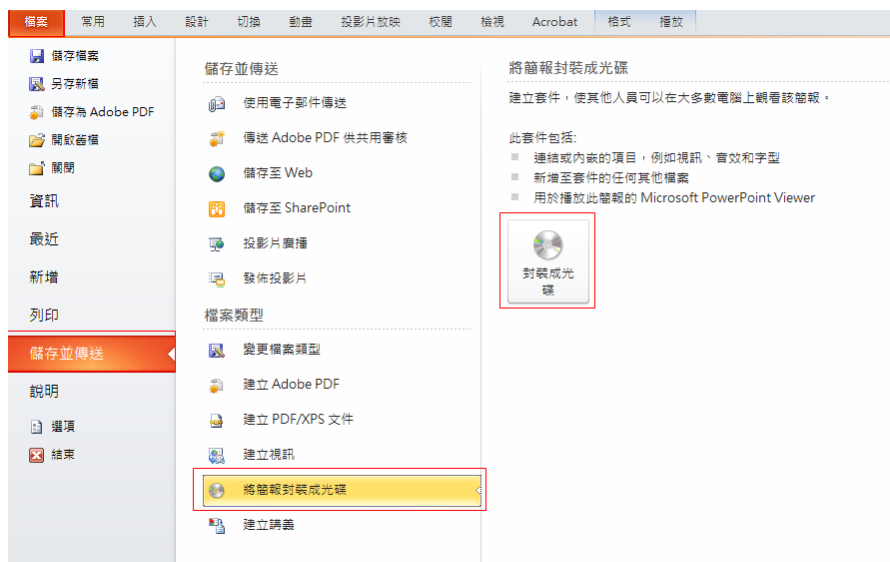 檔案 常用 插入 設計 切換 動畫 投影片放映 校閱 檢視 Acrobat 格式 播放
儲存檔案
另存新檔
儲存為 Adobe PDF
開啟舊檔
關閉
資訊
最近
新增
列印
儲存並傳送
說明
選項
結束
儲存並傳送
使用電子郵件傳送
傳送 Adobe PDF 供共用審核
儲存至 Web
儲存至 SharePoint
投影片廣播
發佈投影片
檔案類型
變更檔案類型
建立 Adobe PDF
建立 PDF/XPS 文件
建立視訊
將簡報封裝成光碟
建立講義
將簡報封裝成光碟
建立套件，使其他人員可以在大多數電腦上觀看該簡報。
此套件包括:
連結或內嵌的項目，例如視訊、音效和字型
新增至套件的任何其他檔案
用於播放此簡報的 Microsoft PowerPoint Viewer
封裝成光
碟